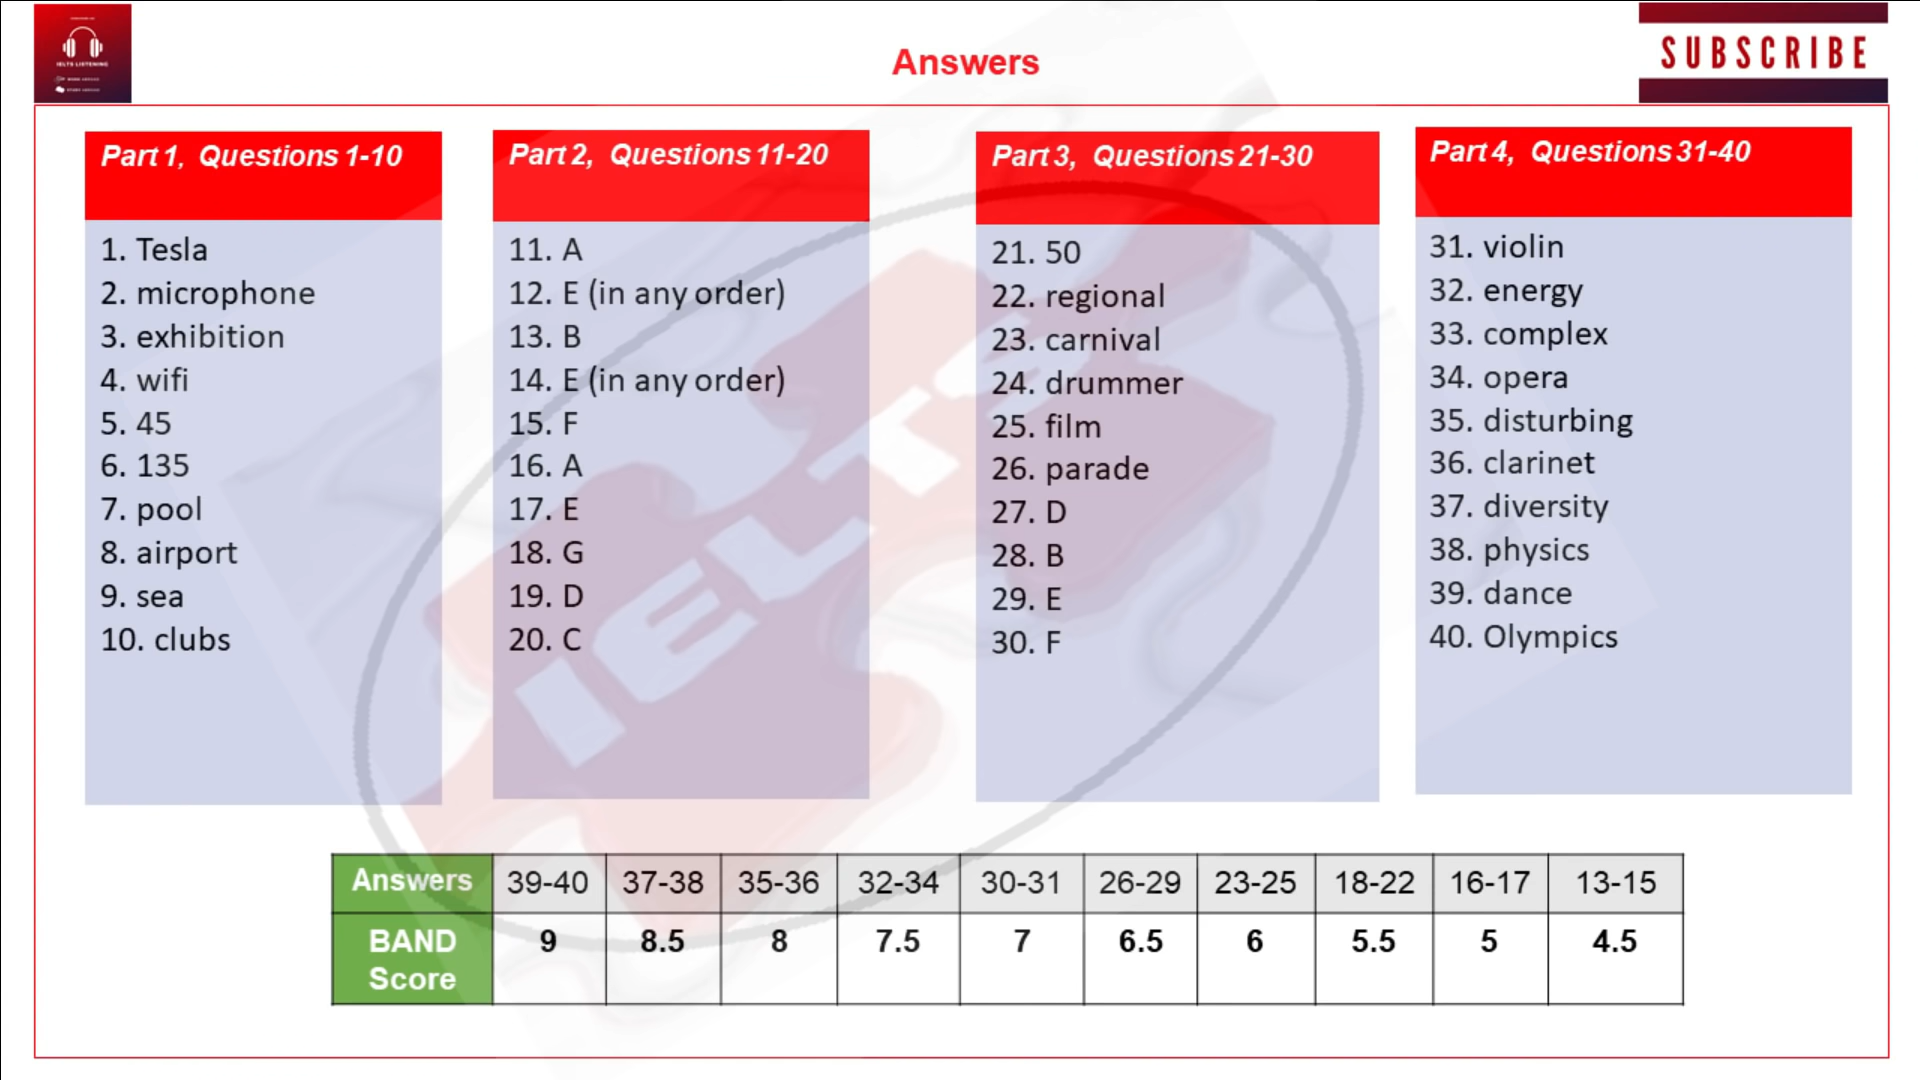 IELTS LISTENING
Answers
SUBSCRIBE
Part 1, Questions 1-10
1. Tesla
2. microphone
3. exhibition
4. wifi
5. 45
6. 135
7. pool
8. airport
9. sea
10. clubs
Part 2, Questions 11-20
11. A
12. E (in any order)
13. B
14. E (in any order)
15. F
16. A
17. E
18. G
19. D
20. C
Part 3, Questions 21-30
21. 50
22. regional
23. carnival
24. drummer
25. film
26. parade
27. D
28. B
29. E
30. F
Part 4, Questions 31-40
31. violin
32. energy
33. complex
34. opera
35. disturbing
36. clarinet
37. diversity
38. physics
39. dance
40. Olympics
IELTS
Answers 39-40 37-38 35-36 32-34 30-31 26-29 23-25 18-22 16-17 13-15
BAND 9 8.5 8 7.5 7 6.5 6 5.5 5 4.5
Score